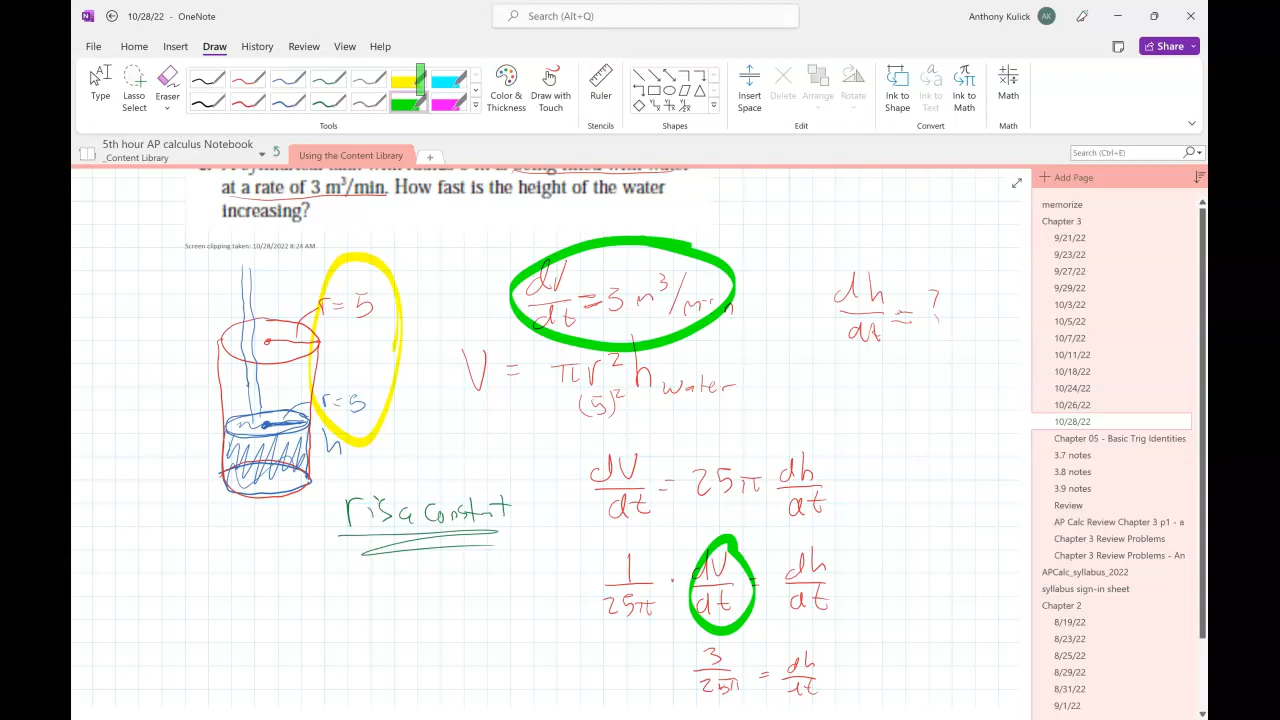 10/28/22 - OneNote
Search (Alt+Q)
Anthony Kulick
AK
File Home Insert Draw History Review View Help
Share
Type
Lasso Select
Eraser
Color & Thickness
Draw with Touch
Ruler
Insert Space
Delete
Arrange
Rotate
Ink to Shape
Ink to Text
Ink to Math
Math
Tools
Stencils
Shapes
Edit
Convert
Math
5th hour AP calculus Notebook
_Content Library
Using the Content Library
Search (Ctrl+E)
at a rate of 3 m³/min. How fast is the height of the water
increasing?
Screen clipping taken: 10/28/2022 8:24 AM
r = 5
dV/dt = 3 m³/min
dh/dt = ?
V = πr²h water
(5)²
r = 5
h
dV/dt = 25π dh/dt
r is a constant
1/25π · dV/dt = dh/dt
3/25π = dh/dt
Add Page
memorize
Chapter 3
9/21/22
9/23/22
9/27/22
9/29/22
10/3/22
10/5/22
10/7/22
10/11/22
10/18/22
10/24/22
10/26/22
10/28/22
Chapter 05 - Basic Trig Identities
3.7 notes
3.8 notes
3.9 notes
Review
AP Calc Review Chapter 3 p1 - a
Chapter 3 Review Problems
Chapter 3 Review Problems - An
APCalc_syllabus_2022
syllabus sign-in sheet
Chapter 2
8/19/22
8/23/22
8/25/22
8/29/22
8/31/22
9/1/22